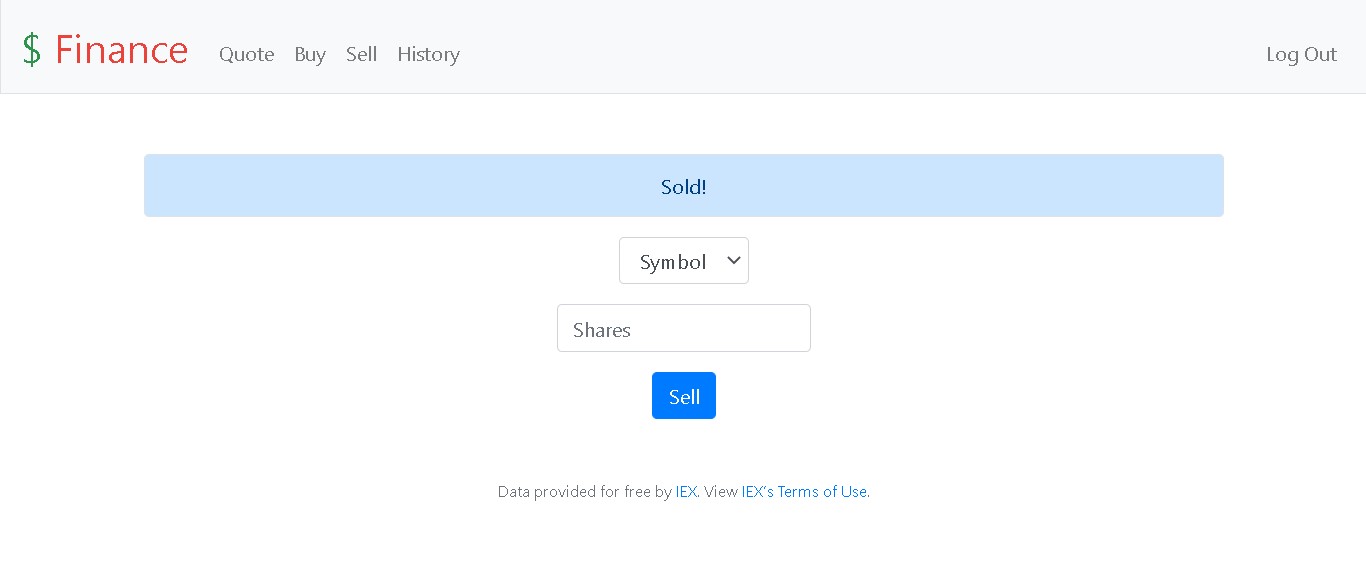 $ Finance Quote Buy Sell History Log Out
Sold!
Symbol
Shares
Sell
Data provided for free by IEX. View IEX's Terms of Use.